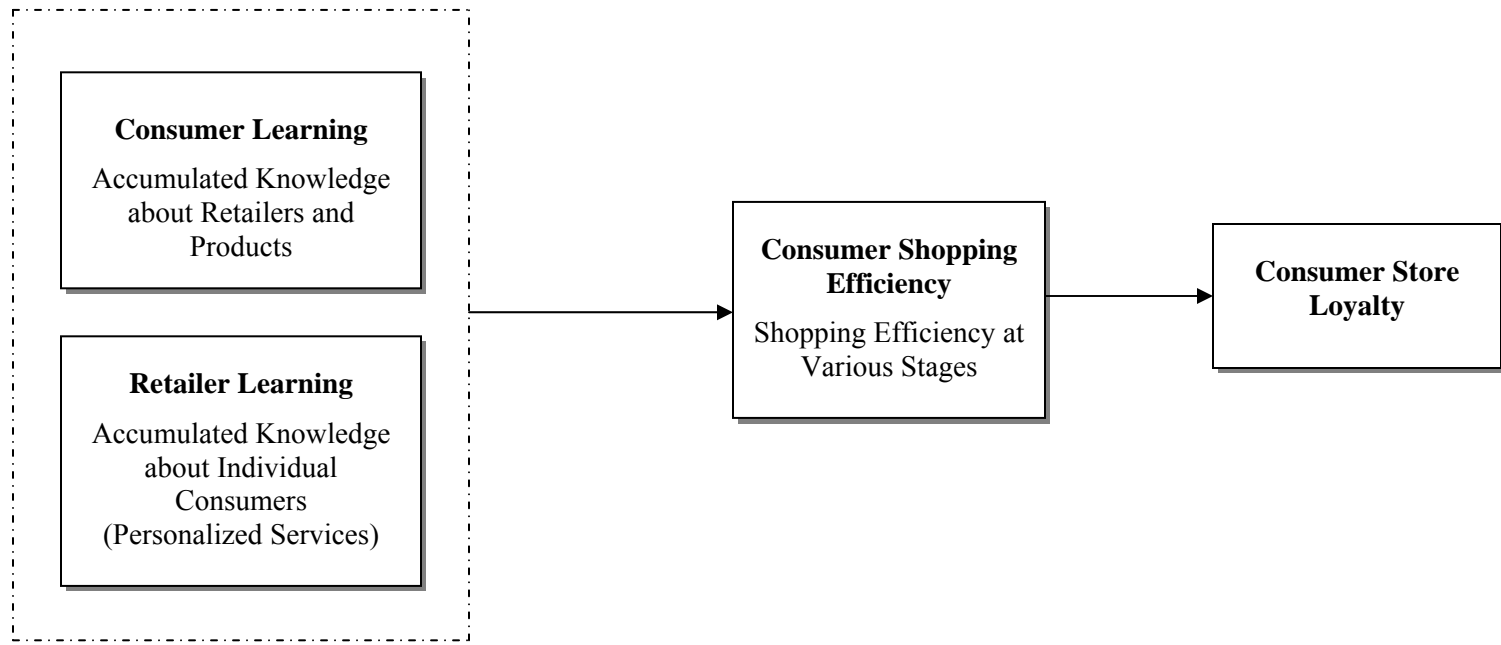 Consumer Learning
Accumulated Knowledge
about Retailers and
Products
Retailer Learning
Accumulated Knowledge
about Individual
Consumers
(Personalized Services)
Consumer Shopping
Efficiency
Shopping Efficiency at
Various Stages
Consumer Store
Loyalty